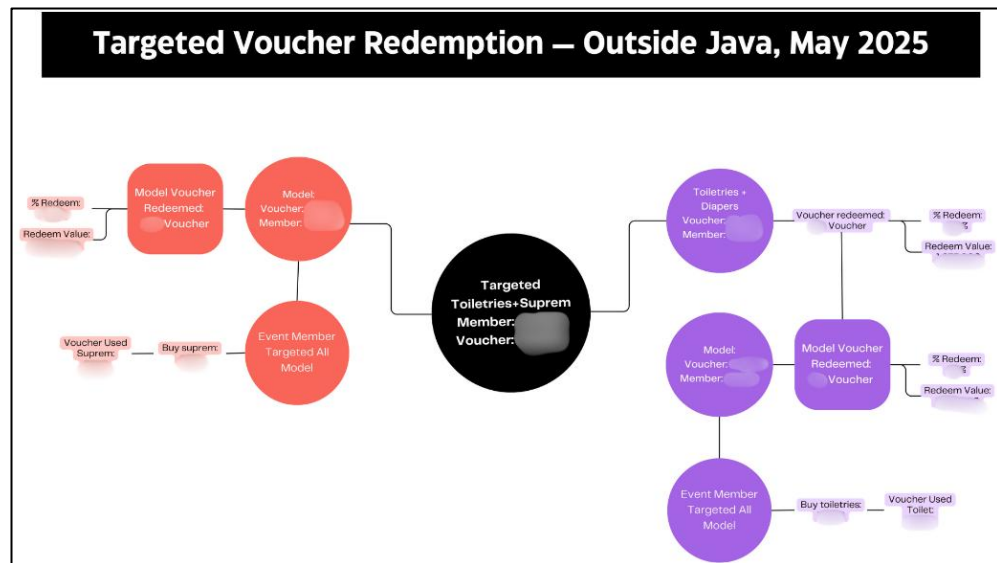 Targeted Voucher Redemption – Outside Java, May 2025
% Redeem:
Redeem Value:
Model Voucher
Redeemed:
Voucher
Model:
Voucher:
Member:
Event Member
Targeted All
Model
Buy suprem:
Voucher Used
Suprem:
Targeted
Toiletries+Suprem
Member:
Voucher:
Toiletries +
Diapers
Voucher:
Member:
Voucher redeemed:
Voucher
% Redeem:
%
Redeem Value:
Model:
Voucher:
Member:
Model Voucher
Redeemed:
Voucher
% Redeem:
%
Redeem Value:
Event Member
Targeted All
Model
Buy toiletries:
Voucher Used
Toilet: